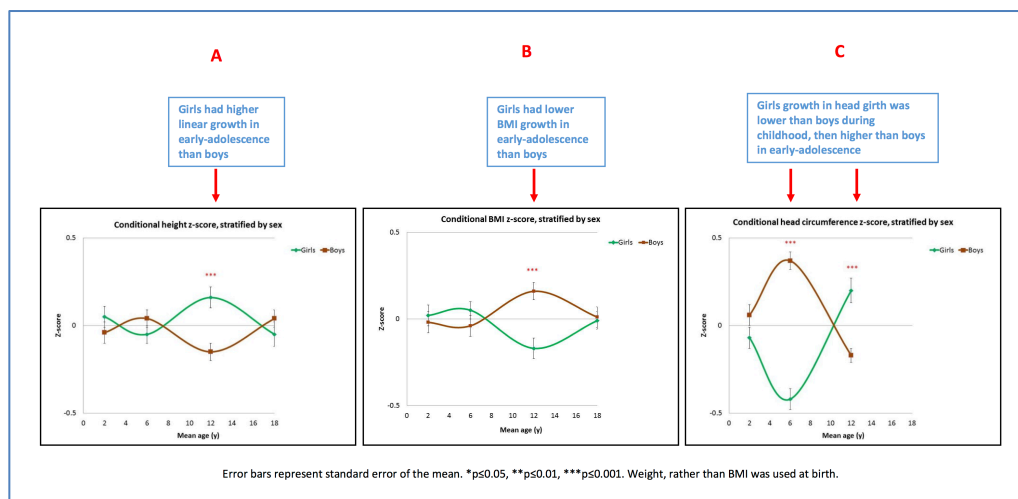 A
B
C
Girls had higher
linear growth in
early-adolescence
than boys
Girls had lower
BMI growth in
early-adolescence
than boys
Girls growth in head girth was
lower than boys during
childhood, then higher than boys
in early-adolescence
Conditional height z-score, stratified by sex
0.5
Girls
Boys
***
Z-score
0
-0.5
2 4 6 8 10 12 14 16 18
Mean age (y)
Conditional BMI z-score, stratified by sex
0.5
Girls
Boys
***
Z-score
0
-0.5
2 4 6 8 10 12 14 16 18
Mean age (y)
Conditional head circumference z-score, stratified by sex
0.5
Girls
Boys
***
***
Z-score
0
-0.5
2 4 6 8 10 12 14 16 18
Mean age (y)
Error bars represent standard error of the mean. *p≤0.05, **p≤0.01, ***p≤0.001. Weight, rather than BMI was used at birth.